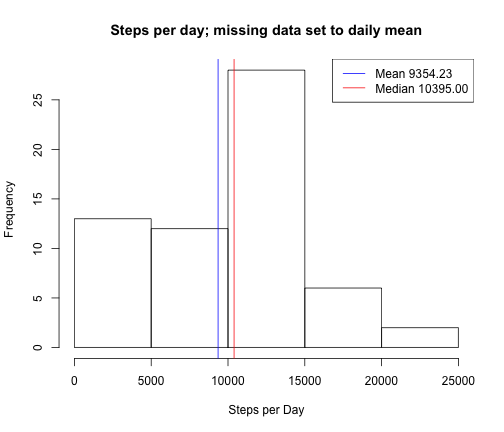 Steps per day; missing data set to daily mean
Mean 9354.23
Median 10395.00
Frequency
25
20
15
10
5
0
0 5000 10000 15000 20000 25000
Steps per Day